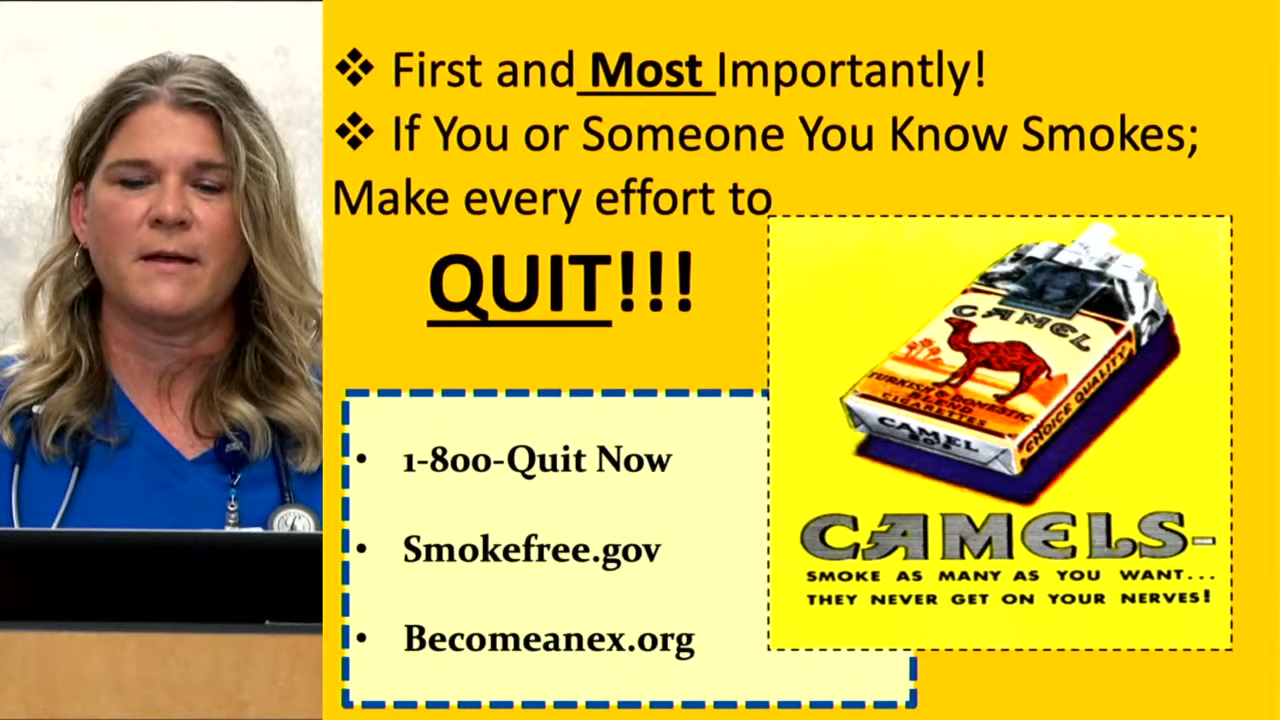 ❖ First and Most Importantly!
❖ If You or Someone You Know Smokes;
Make every effort to
QUIT!!!
• 1-800-Quit Now
• Smokefree.gov
• Becomeanex.org
CAMEL
TURKISH & DOMESTIC
BLEND
CIGARETTES
CHOICE QUALITY
CAMEL
CAMELS-
SMOKE AS MANY AS YOU WANT...
THEY NEVER GET ON YOUR NERVES!